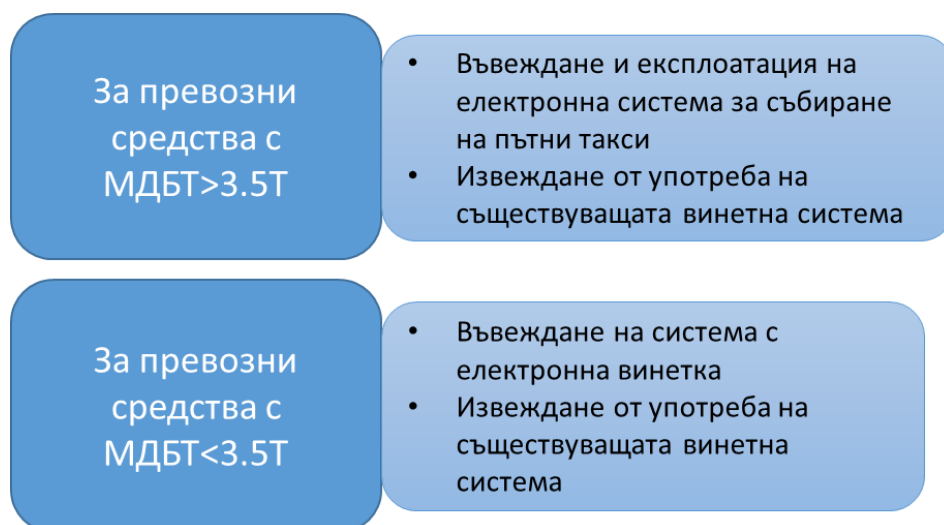 За превозни
средства с
МДБТ>3.5Т
• Въвеждане и експлоатация на
електронна система за събиране
на пътни такси
• Извеждане от употреба на
съществуващата винетна система
За превозни
средства с
МДБТ<3.5Т
• Въвеждане на система с
електронна винетка
• Извеждане от употреба на
съществуващата винетна
система